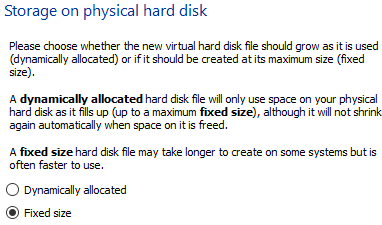 Storage on physical hard disk
Please choose whether the new virtual hard disk file should grow as it is used
(dynamically allocated) or if it should be created at its maximum size (fixed
size).
A dynamically allocated hard disk file will only use space on your physical
hard disk as it fills up (up to a maximum fixed size), although it will not shrink
again automatically when space on it is freed.
A fixed size hard disk file may take longer to create on some systems but is
often faster to use.
Dynamically allocated
Fixed size